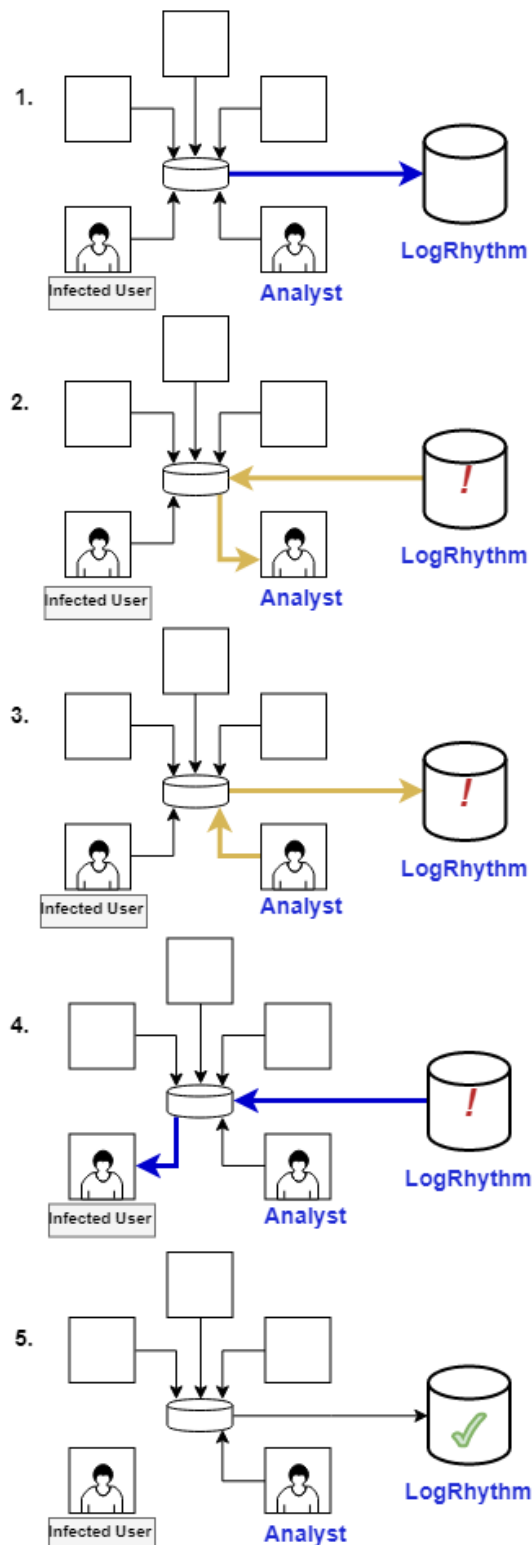 1.
LogRhythm
Infected User
Analyst
2.
!
LogRhythm
Infected User
Analyst
3.
!
LogRhythm
Infected User
Analyst
4.
!
LogRhythm
Infected User
Analyst
5.
LogRhythm
Infected User
Analyst